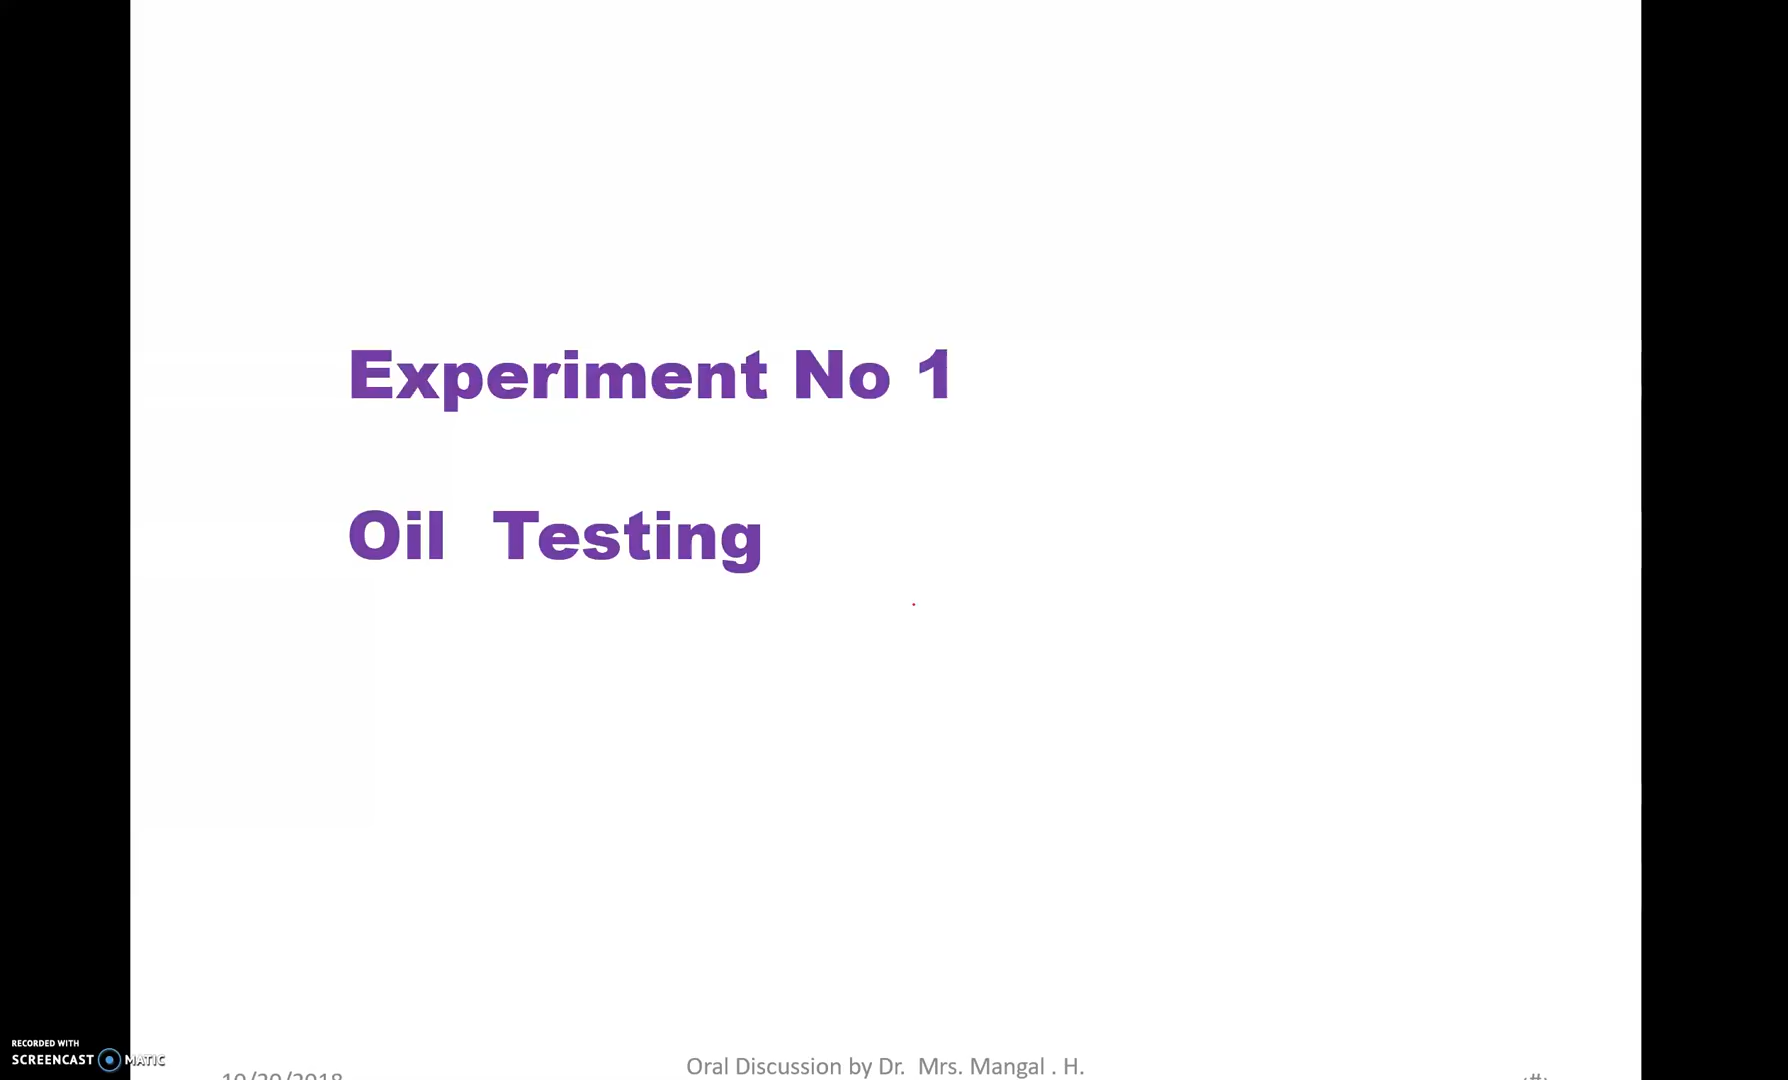 Experiment No 1
Oil Testing
RECORDED WITH
SCREENCAST MATIC
Oral Discussion by Dr. Mrs. Mangal . H.